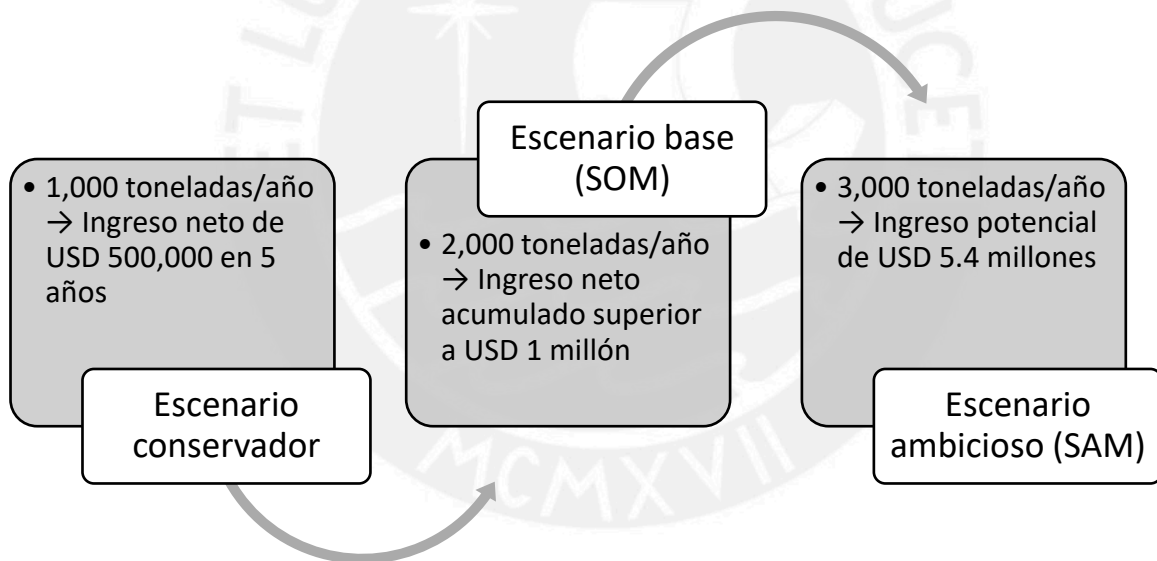 • 1,000 toneladas/año
→ Ingreso neto de
USD 500,000 en 5
años
Escenario
conservador
Escenario base
(SOM)
• 2,000 toneladas/año
→ Ingreso neto
acumulado superior
a USD 1 millón
• 3,000 toneladas/año
→ Ingreso potencial
de USD 5.4 millones
Escenario
ambicioso (SAM)
MCMXVII